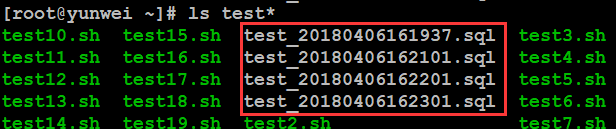 [root@yunwei ~]# ls test*
test10.sh test15.sh test_20180406161937.sql test3.sh
test11.sh test16.sh test_20180406162101.sql test4.sh
test12.sh test17.sh test_20180406162201.sql test5.sh
test13.sh test18.sh test_20180406162301.sql test6.sh
test14.sh test19.sh test2.sh test7.sh